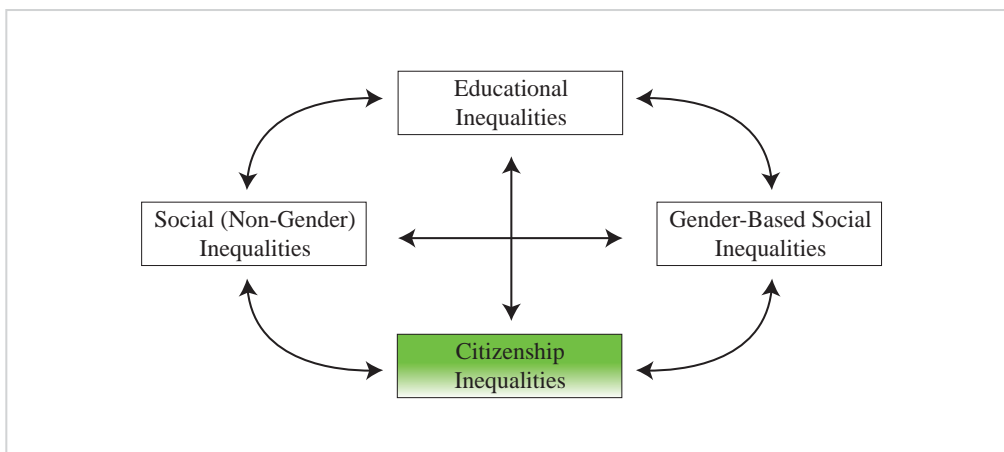 Educational
Inequalities
Social (Non-Gender)
Inequalities
Gender-Based Social
Inequalities
Citizenship
Inequalities